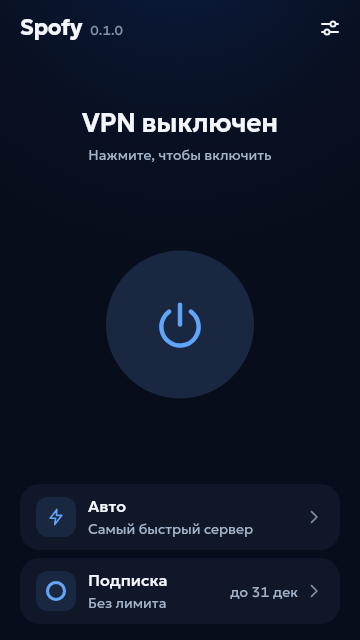 Spofy 0.1.0
VPN выключен
Нажмите, чтобы включить
Авто
Самый быстрый сервер
Подписка
Без лимита
до 31 дек